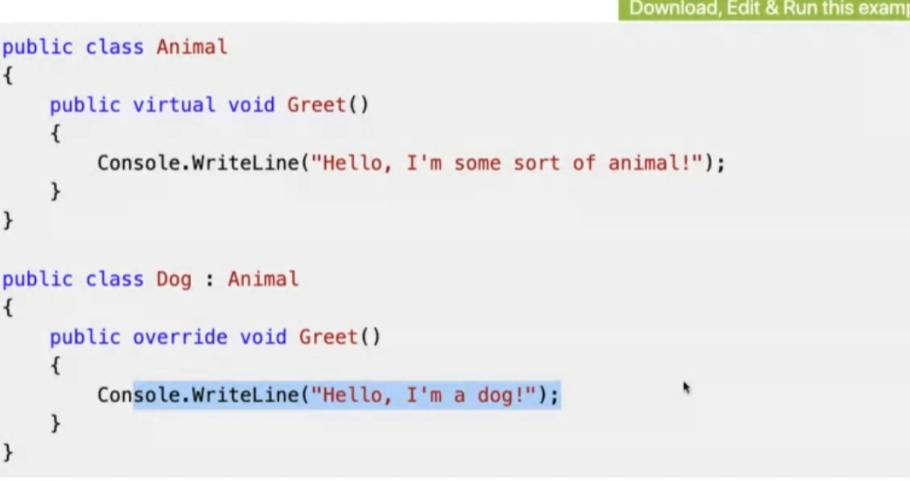 Download, Edit & Run this examp
public class Animal
{
    public virtual void Greet()
    {
        Console.WriteLine("Hello, I'm some sort of animal!");
    }
}

public class Dog : Animal
{
    public override void Greet()
    {
        Console.WriteLine("Hello, I'm a dog!");
    }
}